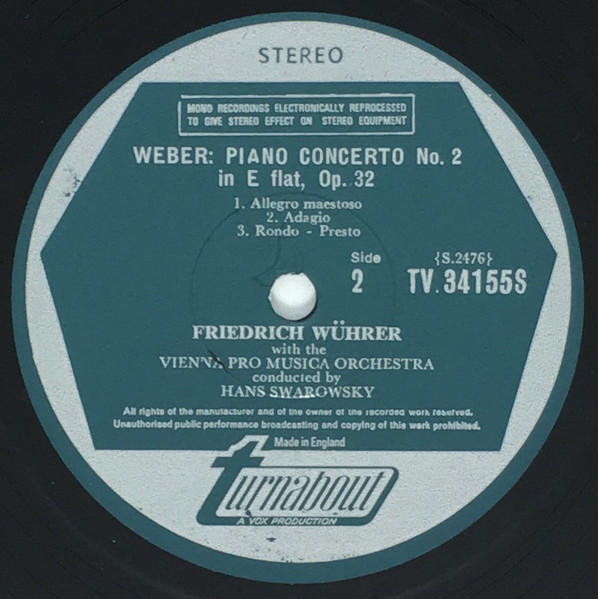 STEREO
MONO RECORDINGS ELECTRONICALLY REPROCESSED
TO GIVE STEREO EFFECT ON STEREO EQUIPMENT
WEBER: PIANO CONCERTO No. 2
in E flat, Op. 32
1. Allegro maestoso
2. Adagio
3. Rondo - Presto
Side
2
{S.2476}
TV.34155S
FRIEDRICH WÜHRER
with the
VIENNA PRO MUSICA ORCHESTRA
conducted by
HANS SWAROWSKY
All rights of the manufacturer and of the owner of the recorded work reserved.
Unauthorised public performance broadcasting and copying of this work prohibited.
Made in England
turnabout
A VOX PRODUCTION